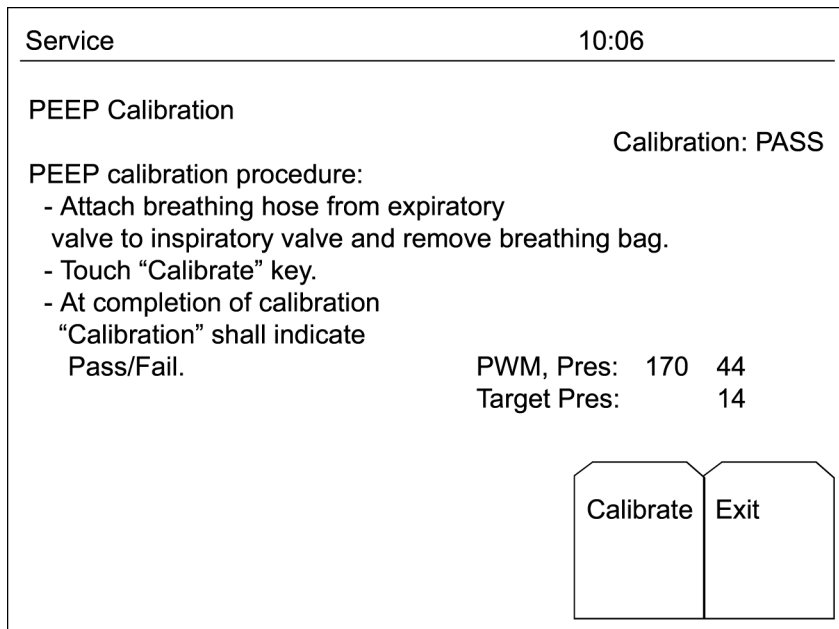 Service 10:06
PEEP Calibration
Calibration: PASS
PEEP calibration procedure:
- Attach breathing hose from expiratory
valve to inspiratory valve and remove breathing bag.
- Touch “Calibrate” key.
- At completion of calibration
“Calibration” shall indicate
Pass/Fail.
PWM, Pres: 170 44
Target Pres: 14
Calibrate Exit